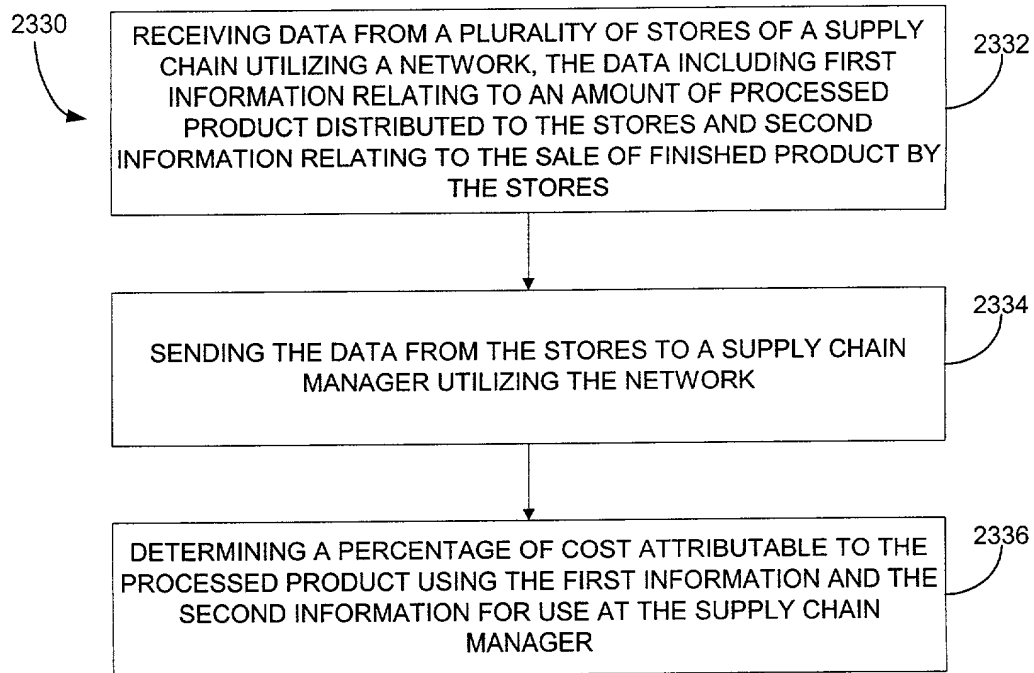 2330
RECEIVING DATA FROM A PLURALITY OF STORES OF A SUPPLY
CHAIN UTILIZING A NETWORK, THE DATA INCLUDING FIRST
INFORMATION RELATING TO AN AMOUNT OF PROCESSED
PRODUCT DISTRIBUTED TO THE STORES AND SECOND
INFORMATION RELATING TO THE SALE OF FINISHED PRODUCT BY
THE STORES
2332
SENDING THE DATA FROM THE STORES TO A SUPPLY CHAIN
MANAGER UTILIZING THE NETWORK
2334
DETERMINING A PERCENTAGE OF COST ATTRIBUTABLE TO THE
PROCESSED PRODUCT USING THE FIRST INFORMATION AND THE
SECOND INFORMATION FOR USE AT THE SUPPLY CHAIN
MANAGER
2336